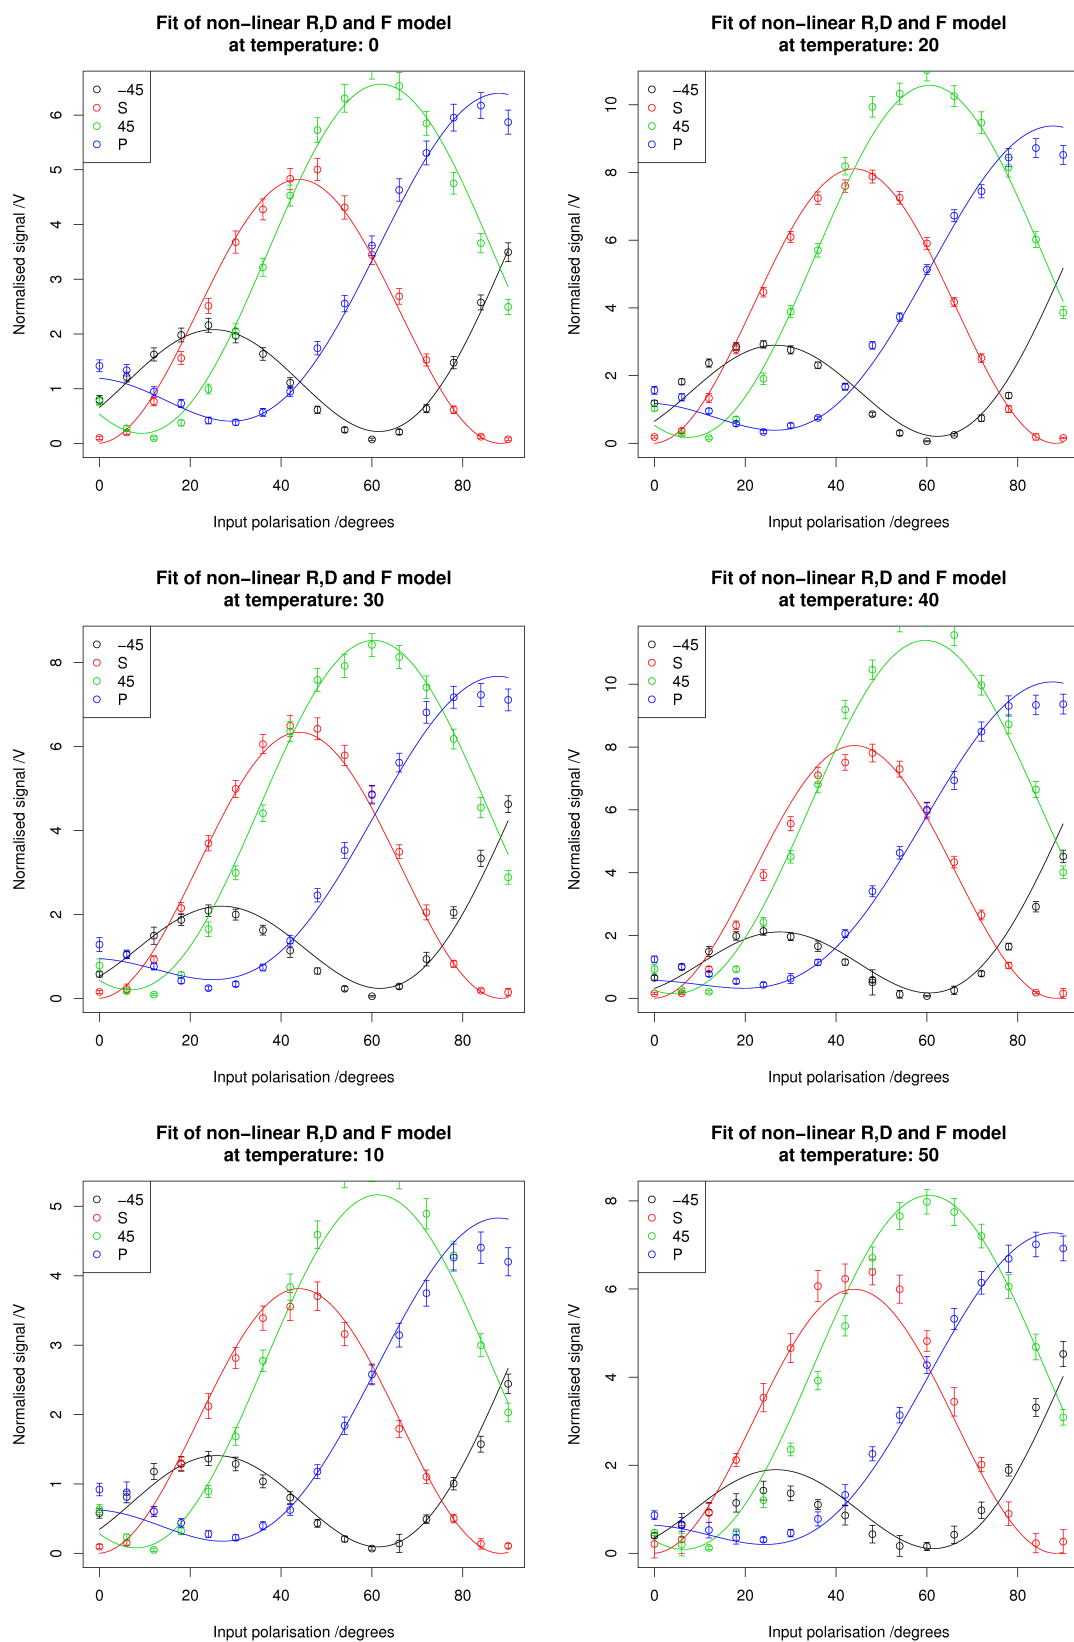 Fit of non−linear R,D and F model
at temperature: 0
Normalised signal /V
0 1 2 3 4 5 6
−45
S
45
P
0 20 40 60 80
Input polarisation /degrees
Fit of non−linear R,D and F model
at temperature: 20
Normalised signal /V
0 2 4 6 8 10
−45
S
45
P
0 20 40 60 80
Input polarisation /degrees
Fit of non−linear R,D and F model
at temperature: 30
Normalised signal /V
0 2 4 6 8
−45
S
45
P
0 20 40 60 80
Input polarisation /degrees
Fit of non−linear R,D and F model
at temperature: 40
Normalised signal /V
0 2 4 6 8 10
−45
S
45
P
0 20 40 60 80
Input polarisation /degrees
Fit of non−linear R,D and F model
at temperature: 10
Normalised signal /V
0 1 2 3 4 5
−45
S
45
P
0 20 40 60 80
Input polarisation /degrees
Fit of non−linear R,D and F model
at temperature: 50
Normalised signal /V
0 2 4 6 8
−45
S
45
P
0 20 40 60 80
Input polarisation /degrees